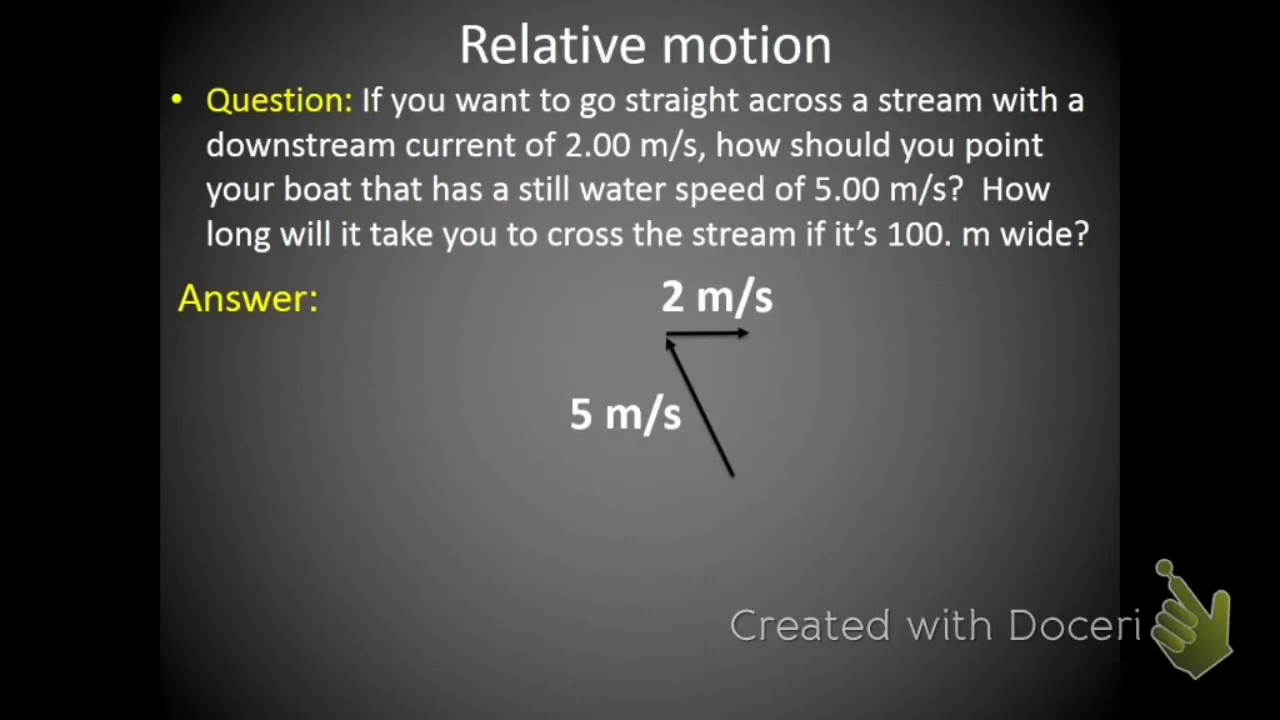 Relative motion
• Question: If you want to go straight across a stream with a
downstream current of 2.00 m/s, how should you point
your boat that has a still water speed of 5.00 m/s?  How
long will it take you to cross the stream if it’s 100. m wide?
Answer:
2 m/s
5 m/s
Created with Doceri